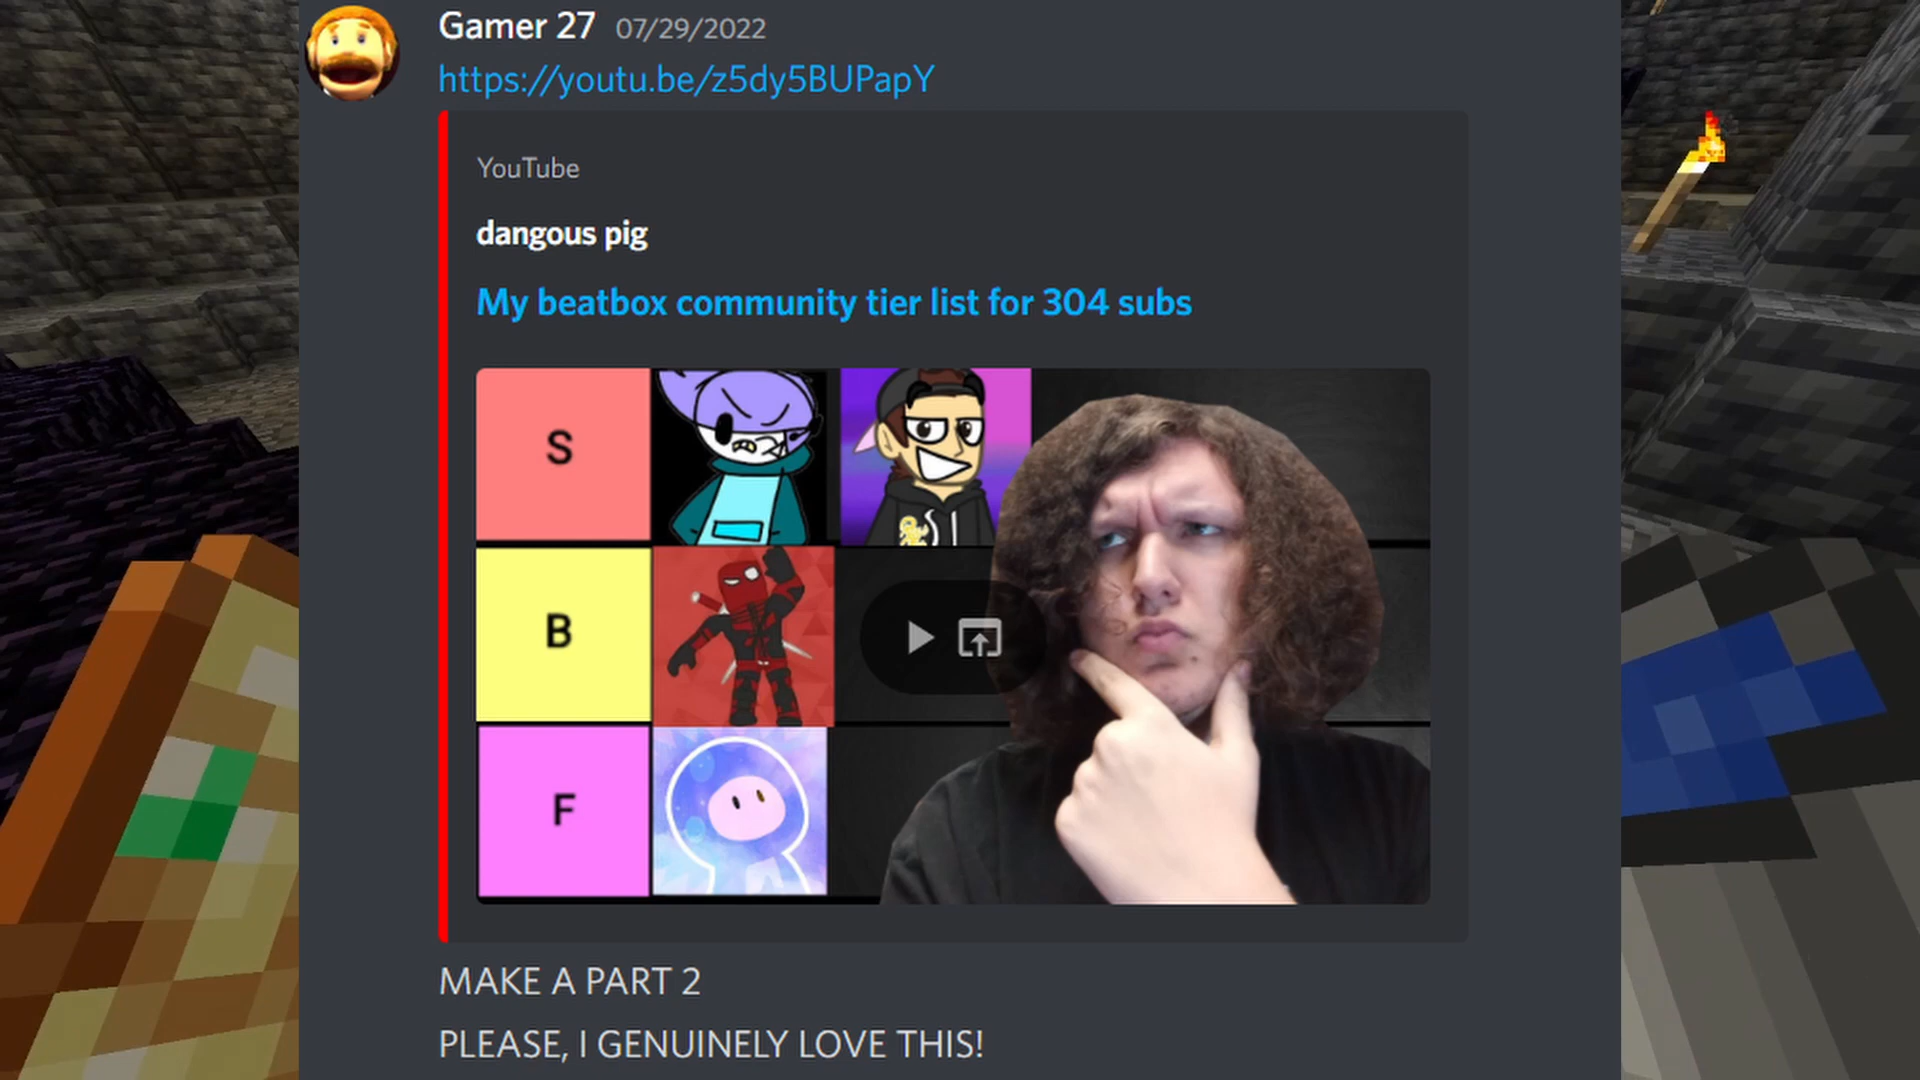 Gamer 27 07/29/2022
https://youtu.be/z5dy5BUPapY
YouTube
dangous pig
My beatbox community tier list for 304 subs
S
B
F
MAKE A PART 2
PLEASE, I GENUINELY LOVE THIS!